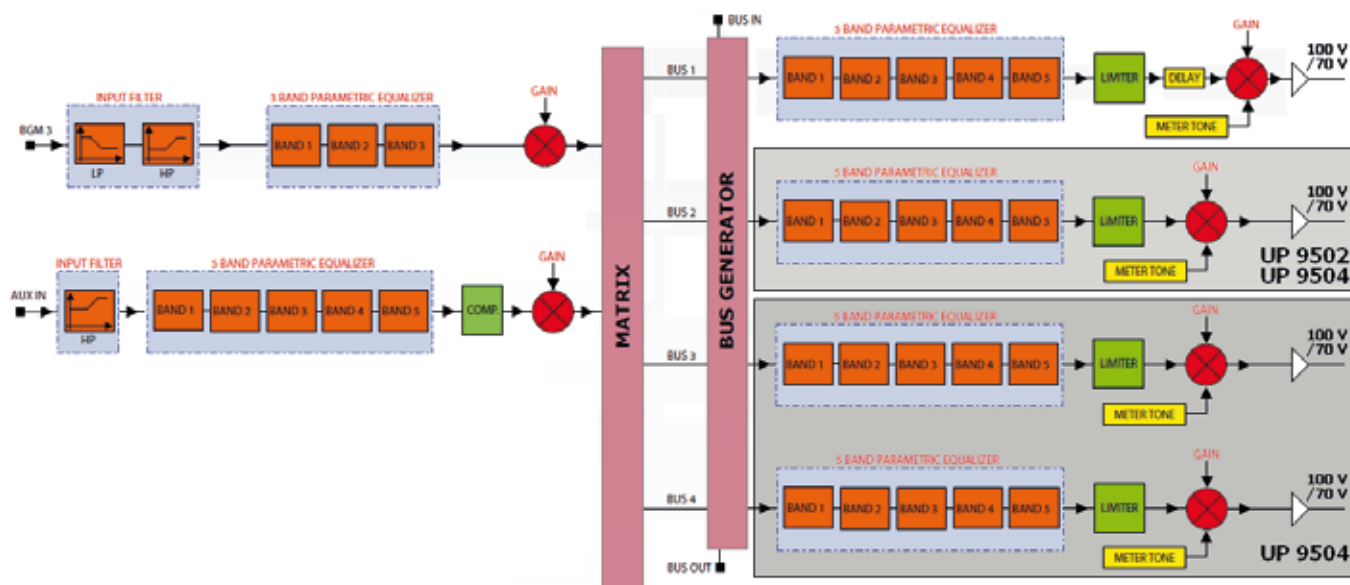 BUS IN
5 BAND PARAMETRIC EQUALIZER
GAIN
100 V
/70 V
BUS 1
BAND 1 BAND 2 BAND 3 BAND 4 BAND 5
LIMITER
DELAY
METER TONE
INPUT FILTER
3 BAND PARAMETRIC EQUALIZER
GAIN
BGM 3
BAND 1 BAND 2 BAND 3
LP HP
5 BAND PARAMETRIC EQUALIZER
GAIN
100 V
/70 V
BUS 2
BAND 1 BAND 2 BAND 3 BAND 4 BAND 5
LIMITER
METER TONE
UP 9502
UP 9504
INPUT FILTER
5 BAND PARAMETRIC EQUALIZER
GAIN
AUX IN
BAND 1 BAND 2 BAND 3 BAND 4 BAND 5
COMP.
HP
MATRIX
BUS GENERATOR
5 BAND PARAMETRIC EQUALIZER
GAIN
100 V
/70 V
BUS 3
BAND 1 BAND 2 BAND 3 BAND 4 BAND 5
LIMITER
METER TONE
5 BAND PARAMETRIC EQUALIZER
GAIN
100 V
/70 V
BUS 4
BAND 1 BAND 2 BAND 3 BAND 4 BAND 5
LIMITER
METER TONE
UP 9504
BUS OUT